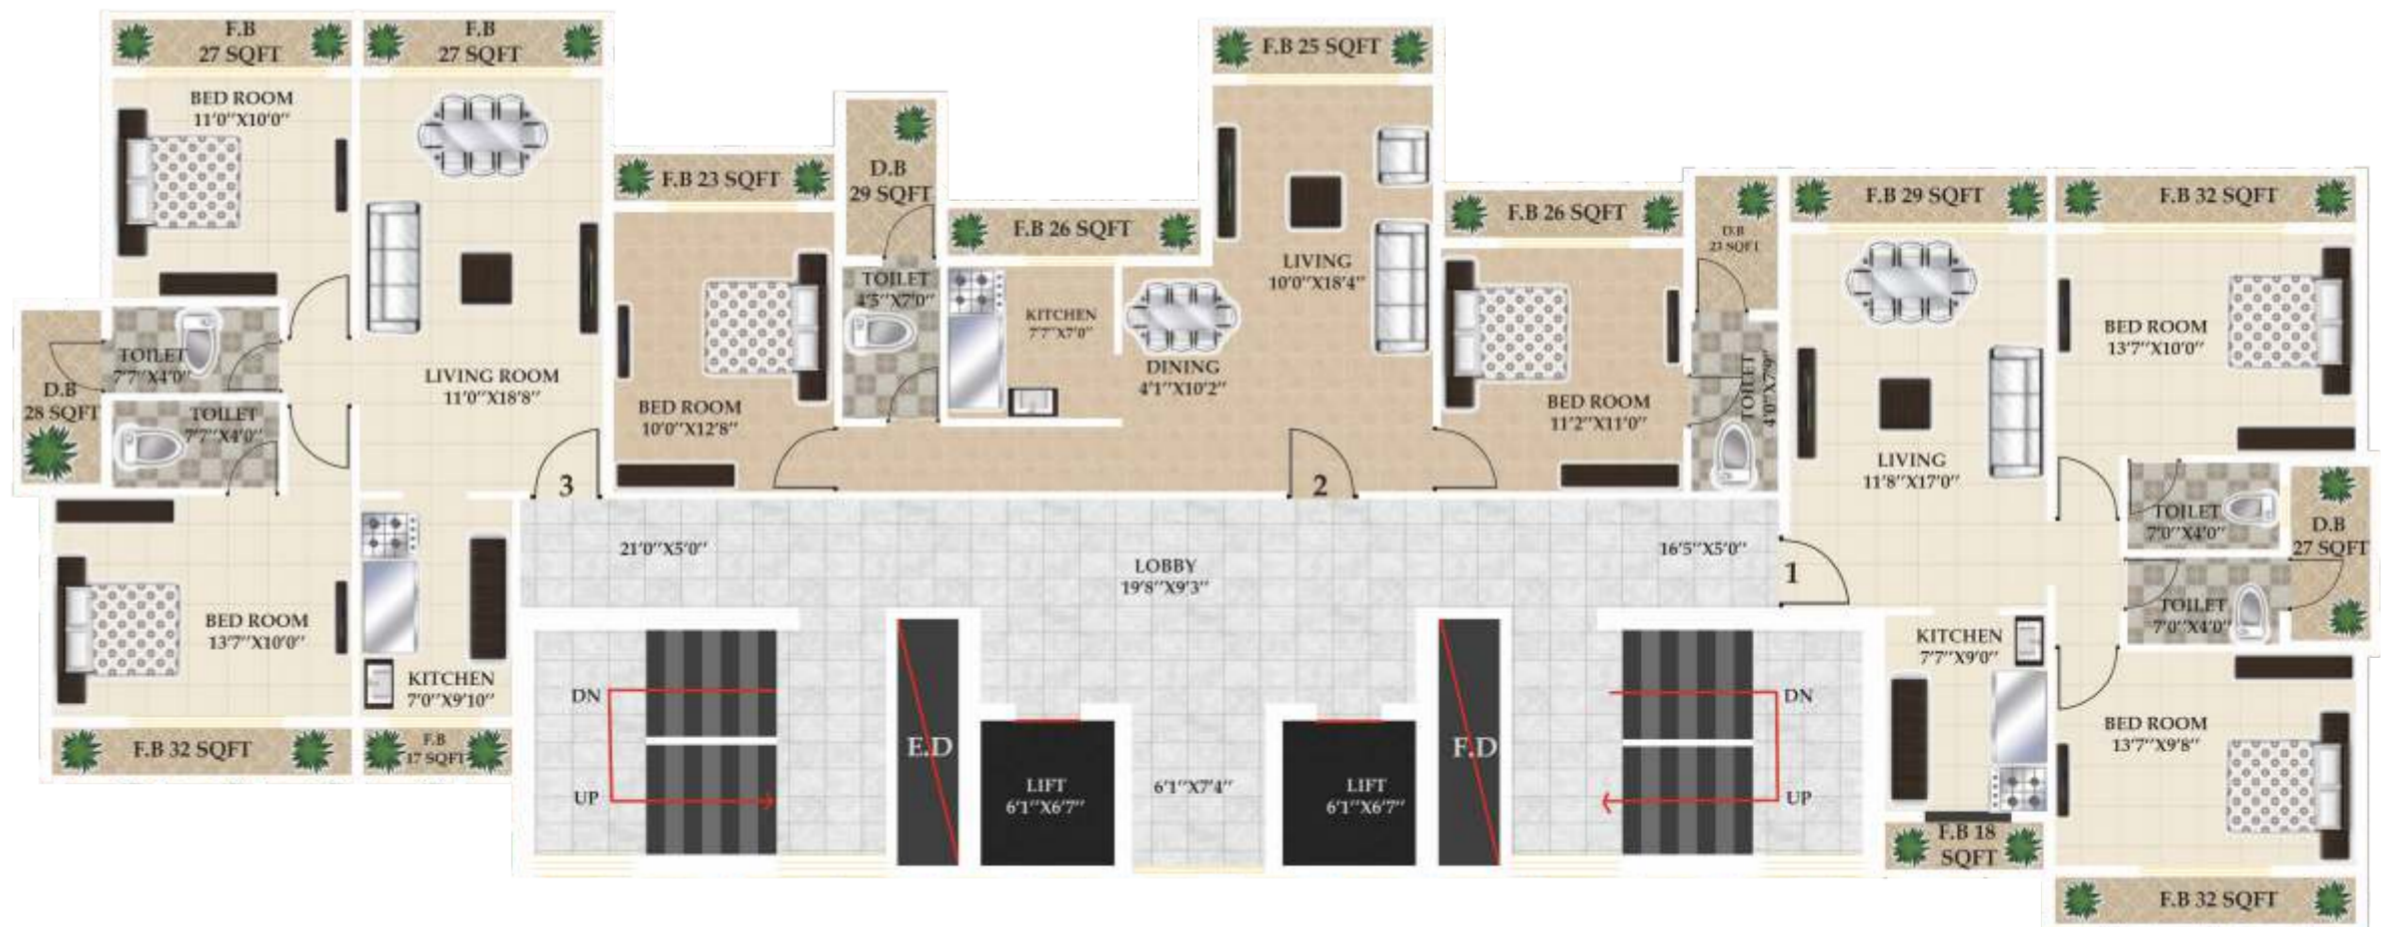 F.B
27 SQFT
F.B
27 SQFT
BED ROOM
11'0"X10'0"
LIVING ROOM
11'0"X18'8"
TOILET
7'7"X4'0"
D.B
28 SQFT
TOILET
7'7"X4'0"
BED ROOM
13'7"X10'0"
KITCHEN
7'0"X9'10"
F.B 32 SQFT
F.B
17 SQFT
3
F.B 23 SQFT
BED ROOM
10'0"X12'8"
D.B
29 SQFT
TOILET
4'5"X7'0"
F.B 26 SQFT
KITCHEN
7'7"X7'0"
DINING
4'1"X10'2"
F.B 25 SQFT
LIVING
10'0"X18'4"
2
F.B 26 SQFT
BED ROOM
11'2"X11'0"
D.B
23 SQFT
TOILET
4'0"X7'9"
F.B 29 SQFT
F.B 32 SQFT
BED ROOM
13'7"X10'0"
LIVING
11'8"X17'0"
TOILET
7'0"X4'0"
D.B
27 SQFT
TOILET
7'0"X4'0"
1
KITCHEN
7'7"X9'0"
BED ROOM
13'7"X9'8"
F.B 18
SQFT
F.B 32 SQFT
21'0"X5'0"
LOBBY
19'8"X9'3"
16'5"X5'0"
DN
UP
E.D
LIFT
6'1"X6'7"
6'1"X7'4"
LIFT
6'1"X6'7"
F.D
DN
UP